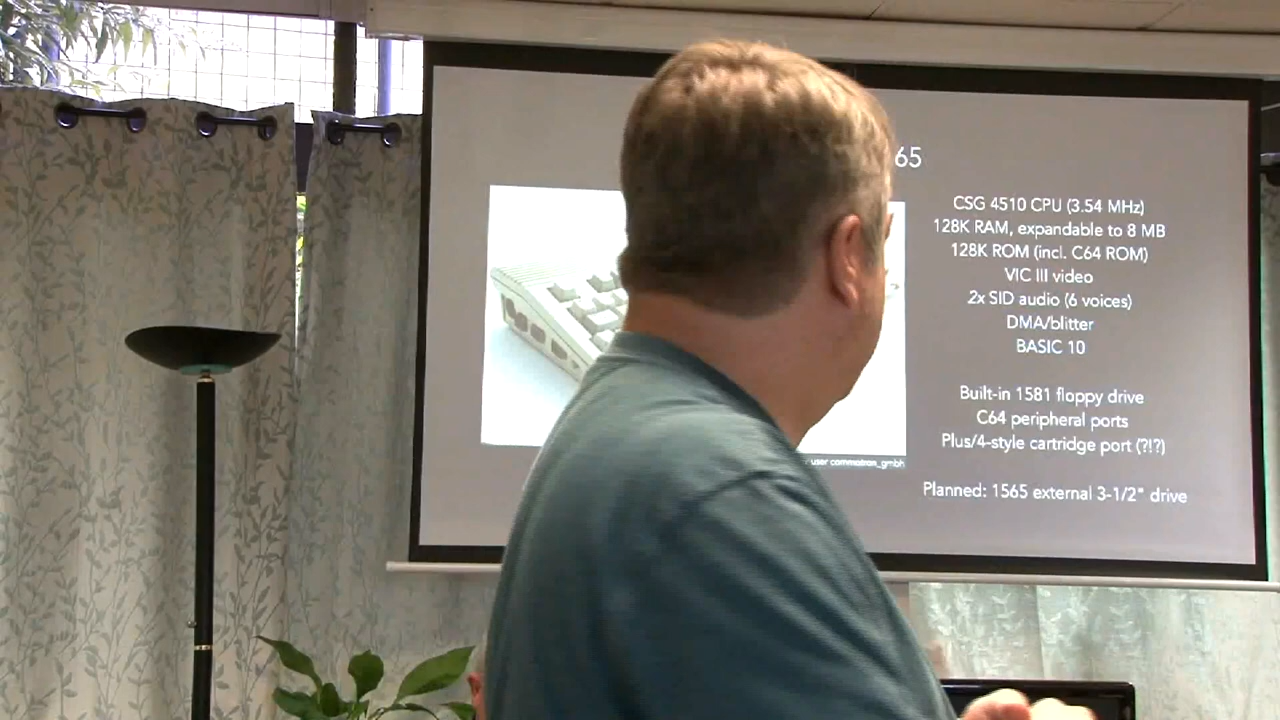 65
CSG 4510 CPU (3.54 MHz)
128K RAM, expandable to 8 MB
128K ROM (incl. C64 ROM)
VIC III video
2x SID audio (6 voices)
DMA/blitter
BASIC 10
Built-in 1581 floppy drive
C64 peripheral ports
Plus/4-style cartridge port (?!?)
user commotron_gmbh
Planned: 1565 external 3-1/2" drive